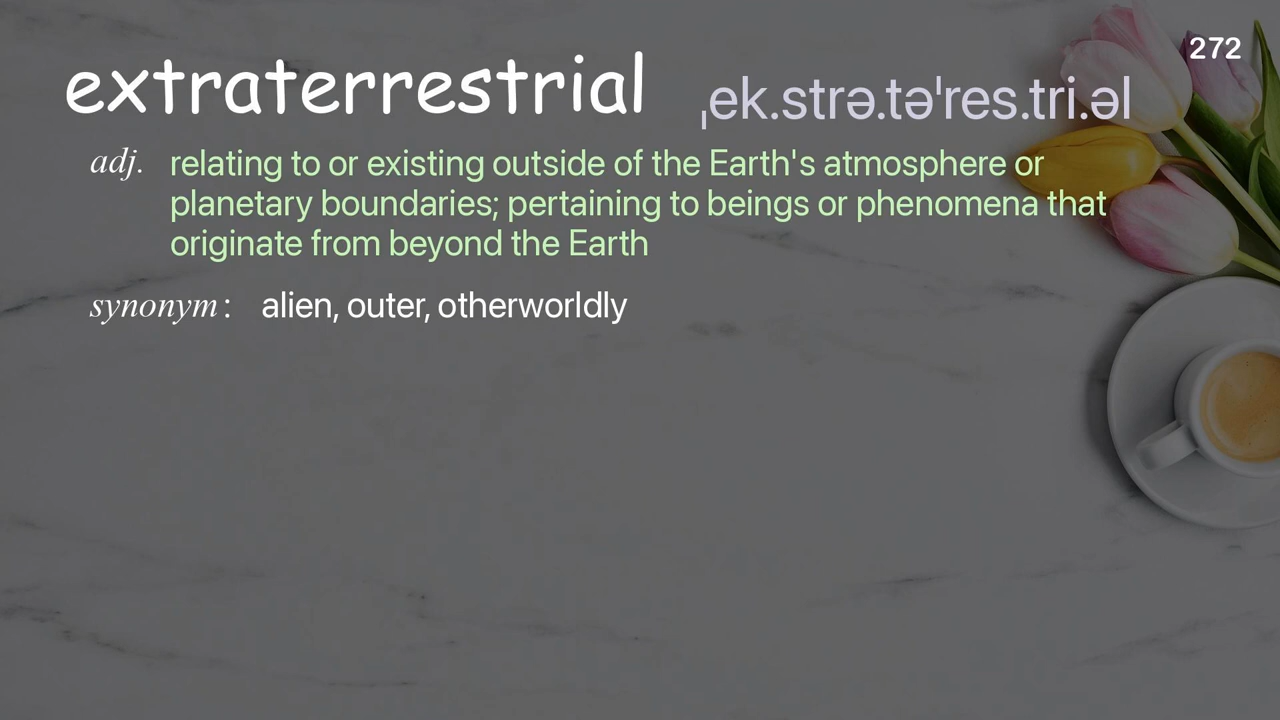 272
extraterrestrial ˌek.strə.təˈres.tri.əl
adj. relating to or existing outside of the Earth's atmosphere or
planetary boundaries; pertaining to beings or phenomena that
originate from beyond the Earth
synonym: alien, outer, otherworldly